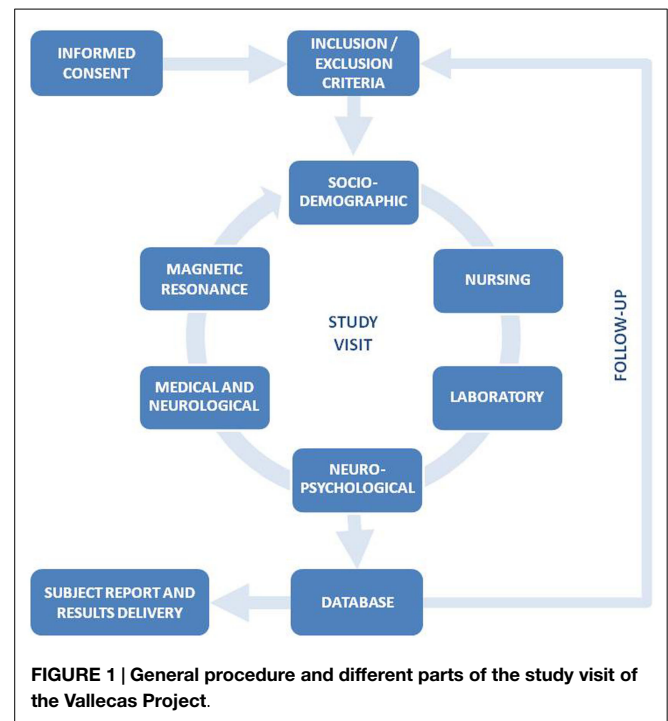 INFORMED
CONSENT
INCLUSION /
EXCLUSION
CRITERIA
SOCIO-
DEMOGRAPHIC
MAGNETIC
RESONANCE
NURSING
STUDY
VISIT
FOLLOW-UP
MEDICAL AND
NEUROLOGICAL
LABORATORY
NEURO-
PSYCHOLOGICAL
SUBJECT REPORT AND
RESULTS DELIVERY
DATABASE
FIGURE 1 | General procedure and different parts of the study visit of
the Vallecas Project.